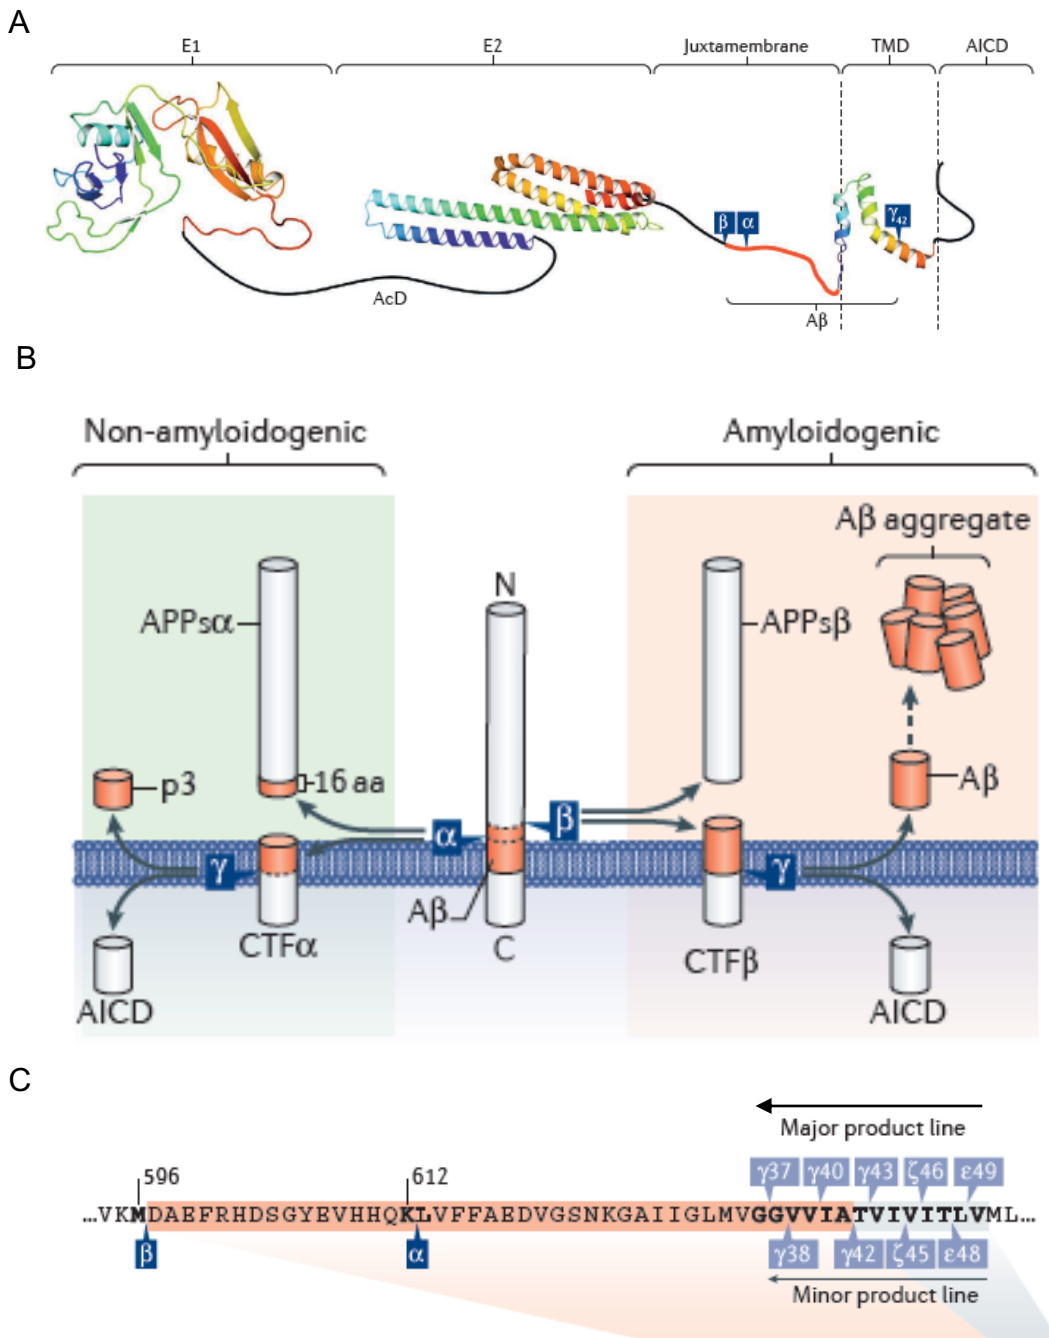 A
E1 E2 Juxtamembrane TMD AICD
β α γ42
AcD
Aβ
B
Non-amyloidogenic Amyloidogenic
Aβ aggregate
N
APPsα APPsβ
p3 16 aa Aβ
α β
γ γ
Aβ
CTFα C CTFβ
AICD AICD
C
Major product line
596 612 γ37 γ40 γ43 ζ46 ε49
...VKMDAEFRHDSGYEVHHQKLVFFAEDVGSNKGAIIGLMVGGVVIATVIVITLVML...
β α γ38 γ42 ζ45 ε48
Minor product line